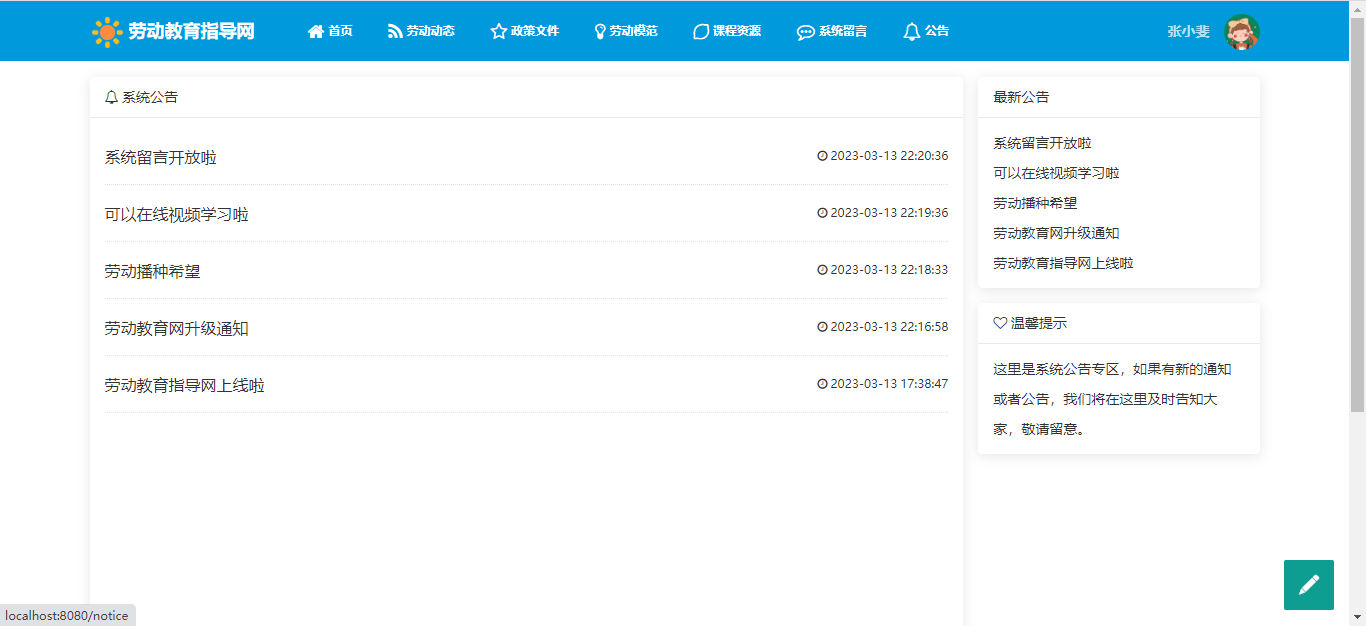 劳动教育指导网 首页 劳动动态 政策文件 劳动模范 课程资源 系统留言 公告 张小斐
系统公告
系统留言开放啦 2023-03-13 22:20:36
可以在线视频学习啦 2023-03-13 22:19:36
劳动播种希望 2023-03-13 22:18:33
劳动教育网升级通知 2023-03-13 22:16:58
劳动教育指导网上线啦 2023-03-13 17:38:47
最新公告
系统留言开放啦
可以在线视频学习啦
劳动播种希望
劳动教育网升级通知
劳动教育指导网上线啦
温馨提示
这里是系统公告专区，如果有新的通知
或者公告，我们将在这里及时告知大
家，敬请留意。
localhost:8080/notice